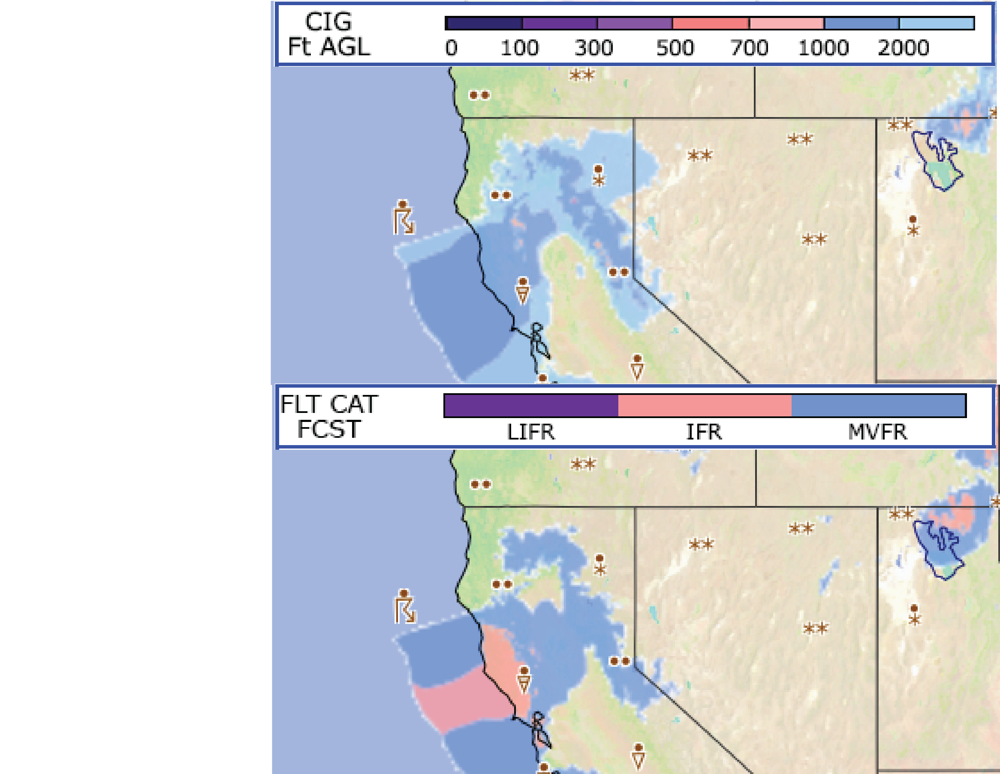 CIG
Ft AGL
0 100 300 500 700 1000 2000
FLT CAT
FCST
LIFR IFR MVFR